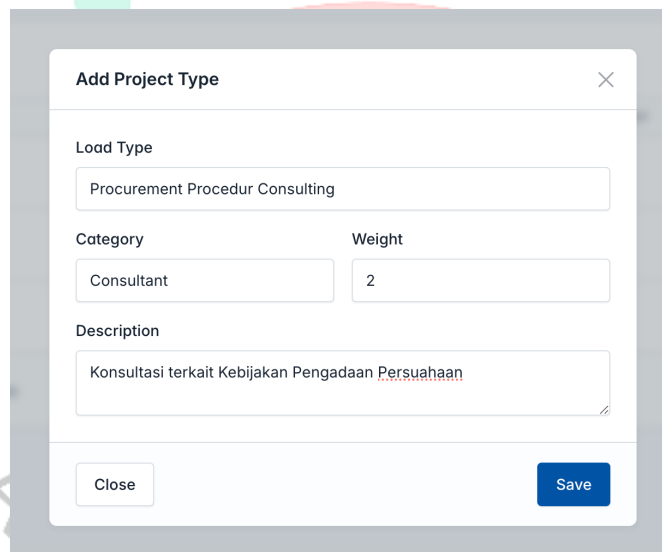 Add Project Type
Load Type
Procurement Procedur Consulting
Category
Weight
Consultant
2
Description
Konsultasi terkait Kebijakan Pengadaan Persuahaan
Close
Save